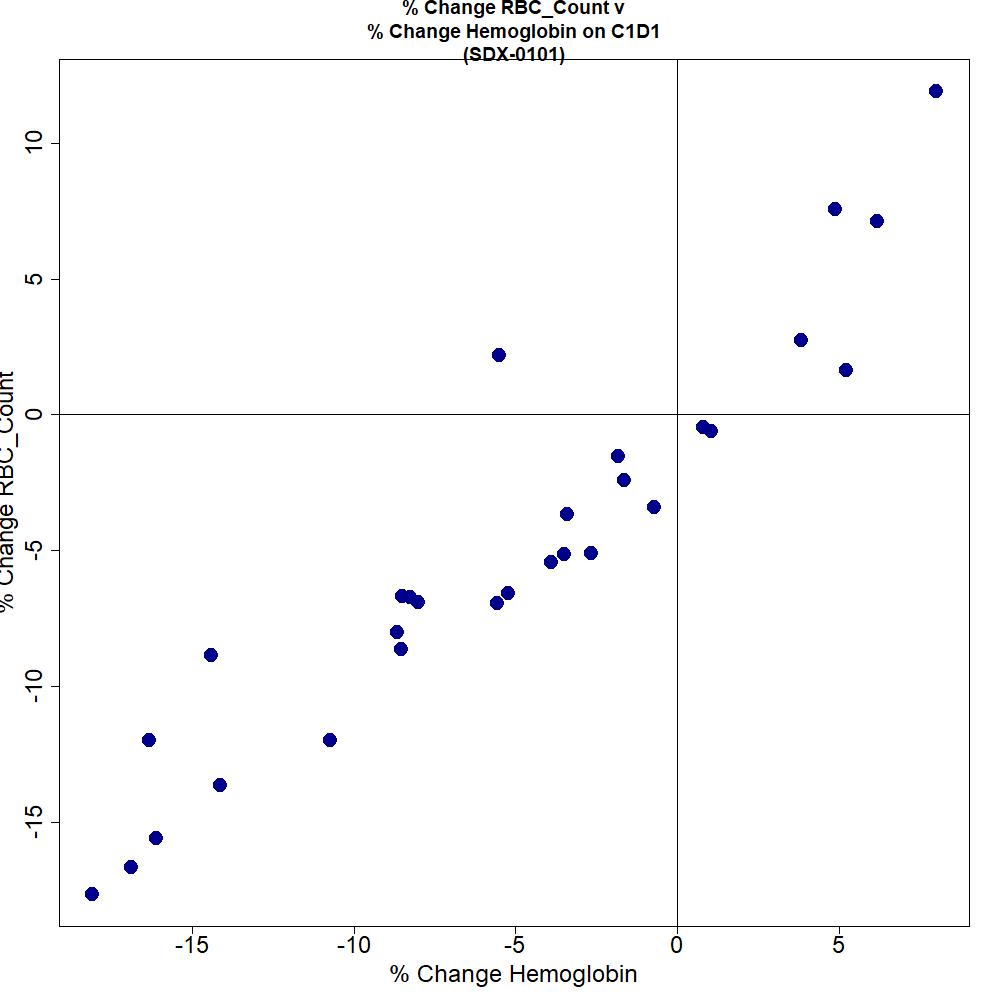 % Change RBC_Count v
% Change Hemoglobin on C1D1
(SDX-0101)
% Change RBC_Count
10
5
0
-5
-10
-15
-15
-10
-5
0
5
% Change Hemoglobin